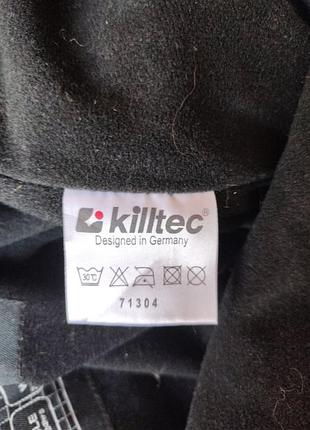 killtec®
Designed in Germany
30°C
71304